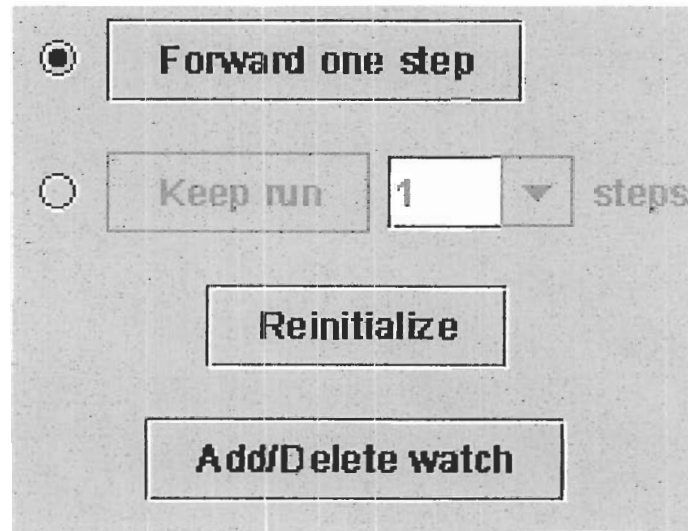 Forward one step
Keep run 1 steps
Reinitialize
Add/Delete watch